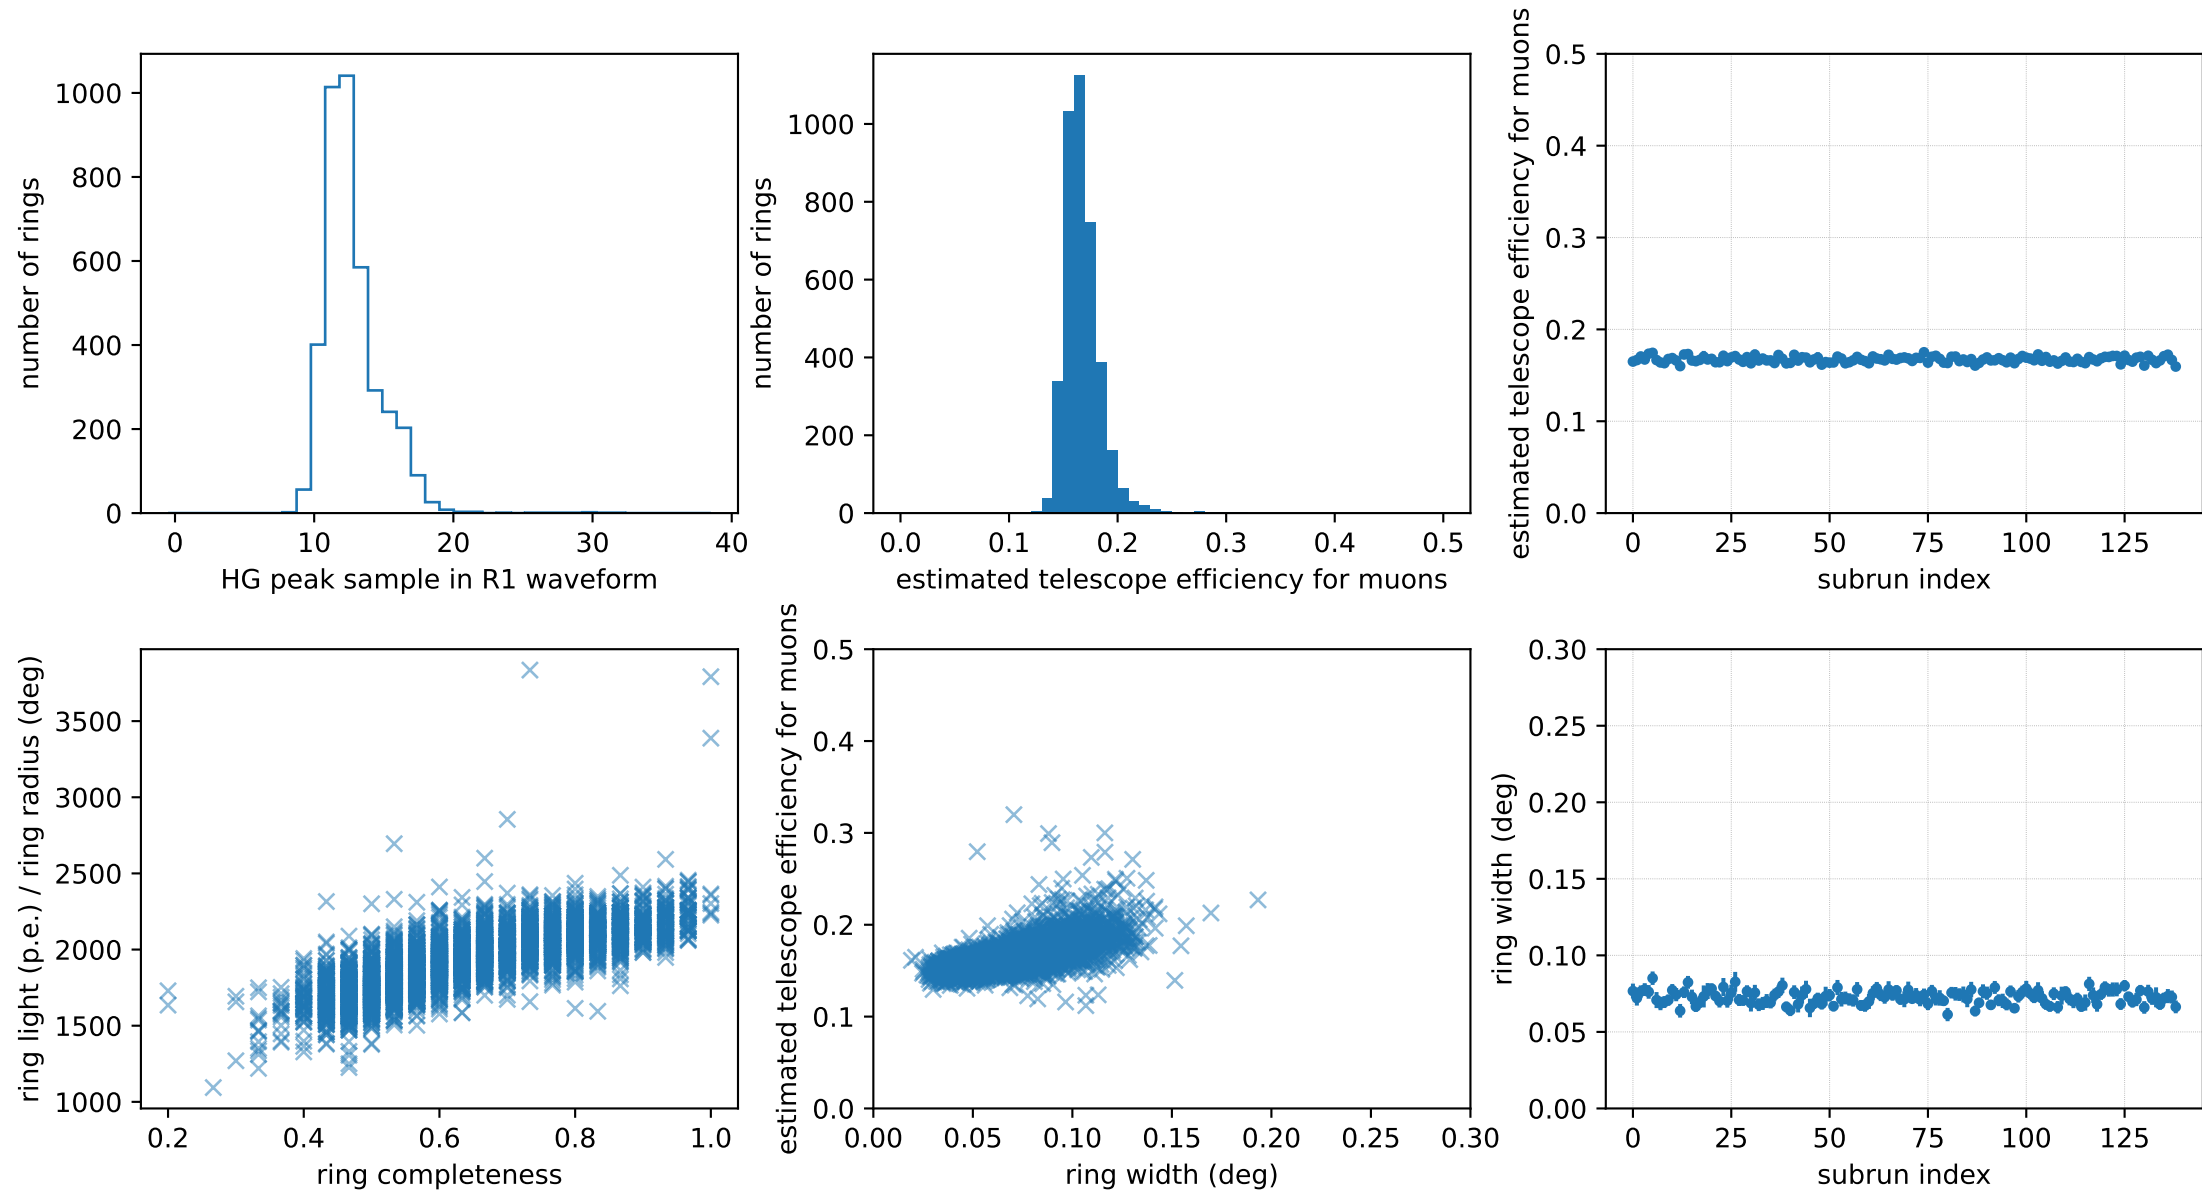 number of rings
1000
800
600
400
200
0
0 10 20 30 40
HG peak sample in R1 waveform
number of rings
1000
800
600
400
200
0
0.0 0.1 0.2 0.3 0.4 0.5
estimated telescope efficiency for muons
estimated telescope efficiency for muons
0.5
0.4
0.3
0.2
0.1
0.0
0 25 50 75 100 125
subrun index
ring light (p.e.) / ring radius (deg)
3500
3000
2500
2000
1500
1000
0.2 0.4 0.6 0.8 1.0
ring completeness
estimated telescope efficiency for muons
0.5
0.4
0.3
0.2
0.1
0.0
0.00 0.05 0.10 0.15 0.20 0.25 0.30
ring width (deg)
ring width (deg)
0.30
0.25
0.20
0.15
0.10
0.05
0.00
0 25 50 75 100 125
subrun index